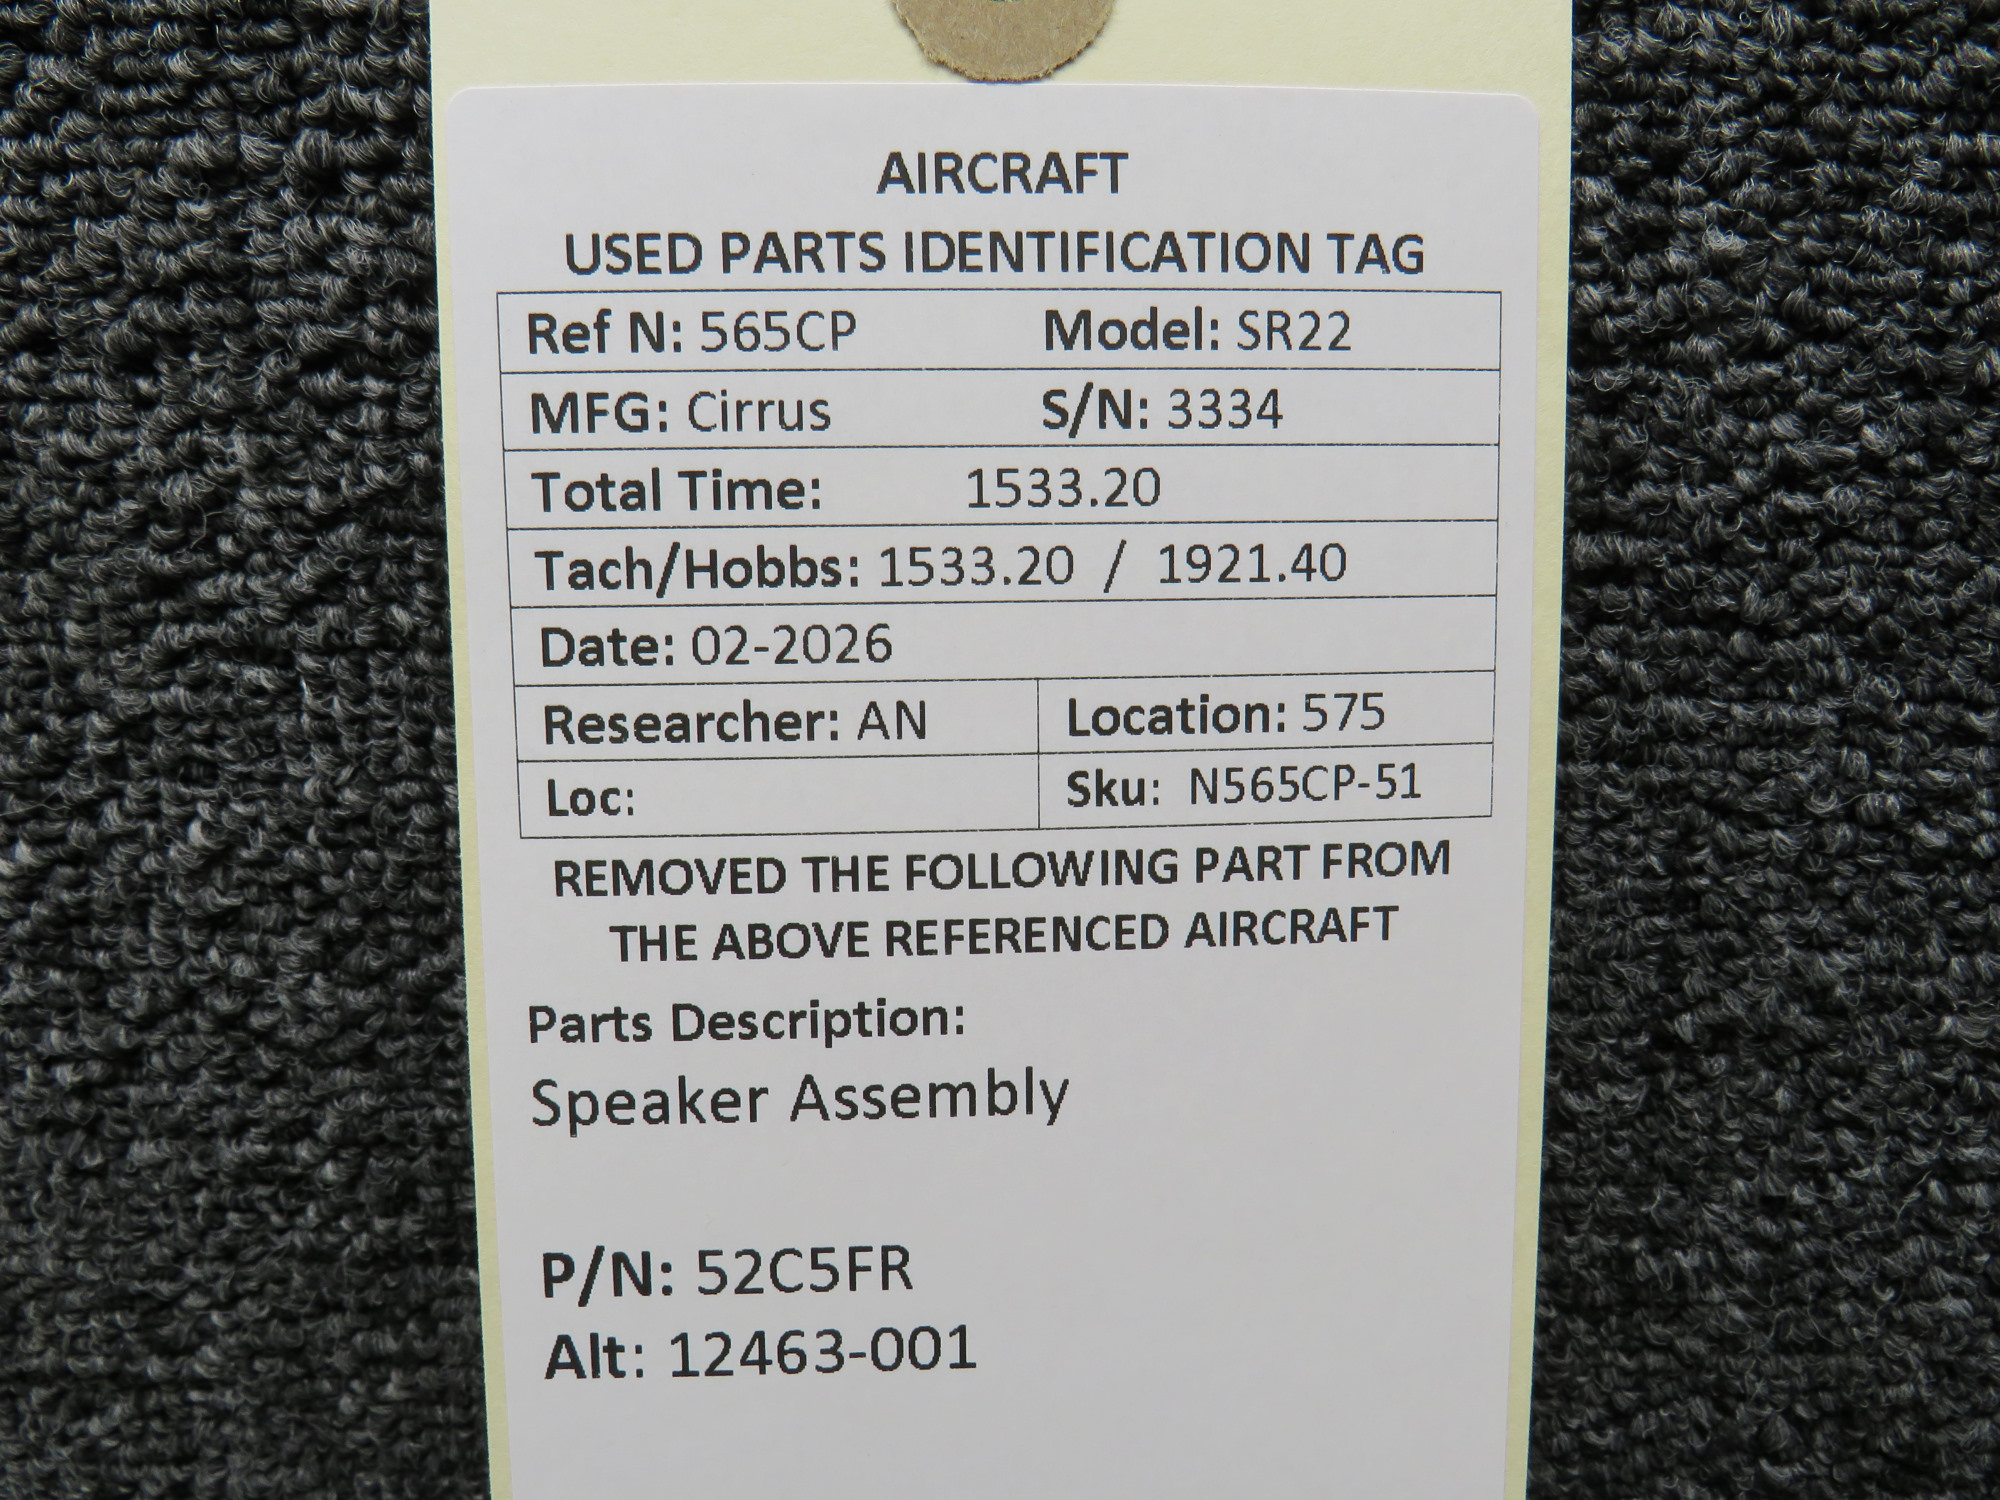 AIRCRAFT
USED PARTS IDENTIFICATION TAG
Ref N: 565CP Model: SR22
MFG: Cirrus S/N: 3334
Total Time: 1533.20
Tach/Hobbs: 1533.20 / 1921.40
Date: 02-2026
Researcher: AN Location: 575
Loc: Sku: N565CP-51
REMOVED THE FOLLOWING PART FROM
THE ABOVE REFERENCED AIRCRAFT
Parts Description:
Speaker Assembly
P/N: 52C5FR
Alt: 12463-001